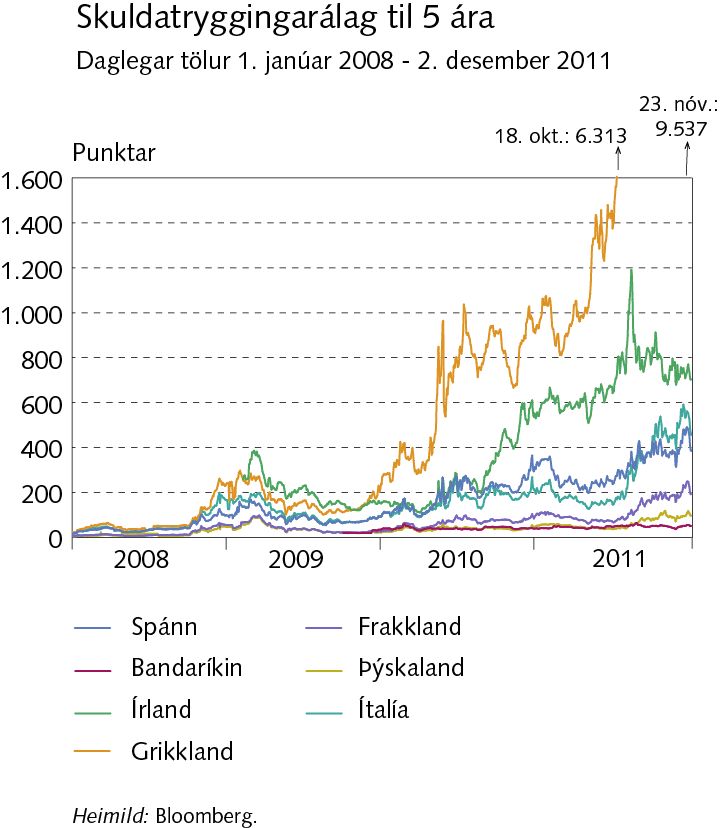 Skuldatryggingarálag til 5 ára
Daglegar tölur 1. janúar 2008 - 2. desember 2011
23. nóv.:
9.537
18. okt.: 6.313
Punktar
1.600
1.400
1.200
1.000
800
600
400
200
0
2008 2009 2010 2011
Spánn Frakkland
Bandaríkin Þýskaland
Írland Ítalía
Grikkland
Heimild: Bloomberg.